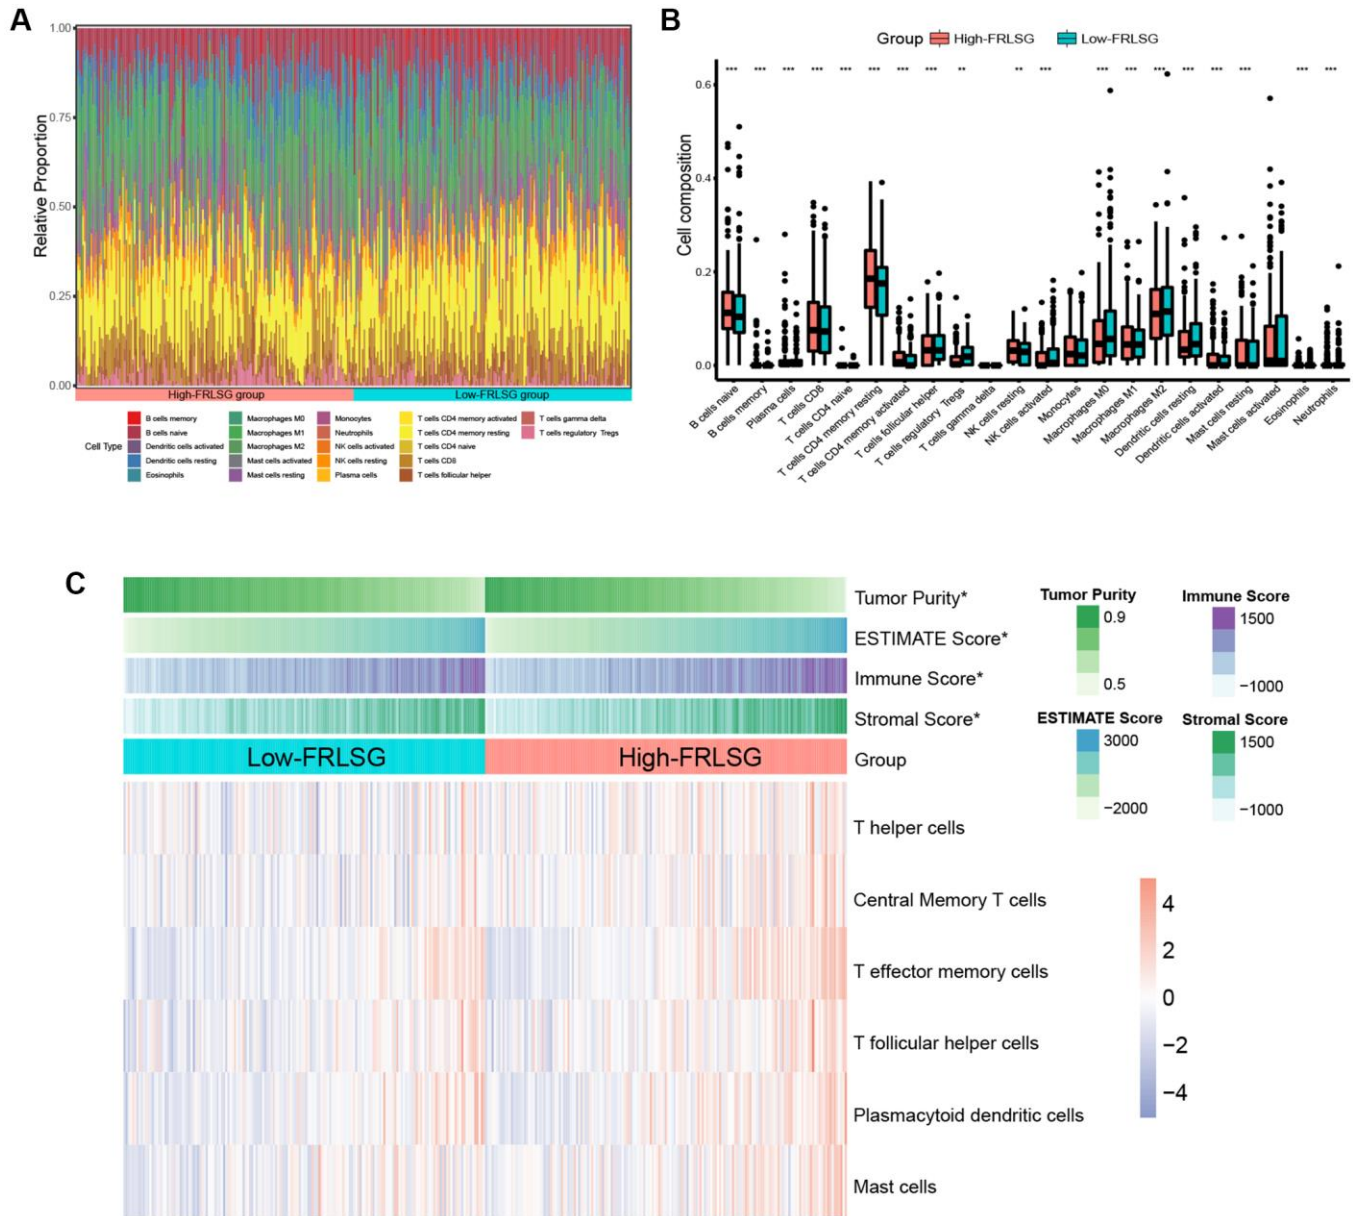 A
Relative Proportion
1.00
0.75
0.50
0.25
0.00
High-FRLSG group
Low-FRLSG group
Cell Type
B cells memory
B cells naive
Dendritic cells activated
Dendritic cells resting
Eosinophils
Macrophages M0
Macrophages M1
Macrophages M2
Mast cells activated
Mast cells resting
Monocytes
Neutrophils
NK cells activated
NK cells resting
Plasma cells
T cells CD4 memory activated
T cells CD4 memory resting
T cells CD4 naive
T cells CD8
T cells follicular helper
T cells gamma delta
T cells regulatory Tregs
B
Group High-FRLSG Low-FRLSG
*** *** *** *** *** *** *** *** ** ** *** *** *** *** *** *** *** *** ***
Cell composition
0.6
0.4
0.2
0.0
B cells naive
B cells memory
Plasma cells
T cells CD8
T cells CD4 naive
T cells CD4 memory resting
T cells CD4 memory activated
T cells follicular helper
T cells regulatory Tregs
T cells gamma delta
NK cells resting
NK cells activated
Monocytes
Macrophages M0
Macrophages M1
Macrophages M2
Dendritic cells resting
Dendritic cells activated
Mast cells resting
Mast cells activated
Eosinophils
Neutrophils
C
Tumor Purity*
ESTIMATE Score*
Immune Score*
Stromal Score*
Low-FRLSG
High-FRLSG
Group
T helper cells
Central Memory T cells
T effector memory cells
T follicular helper cells
Plasmacytoid dendritic cells
Mast cells
Tumor Purity
0.9
0.5
Immune Score
1500
−1000
ESTIMATE Score
3000
−2000
Stromal Score
1500
−1000
4
2
0
−2
−4